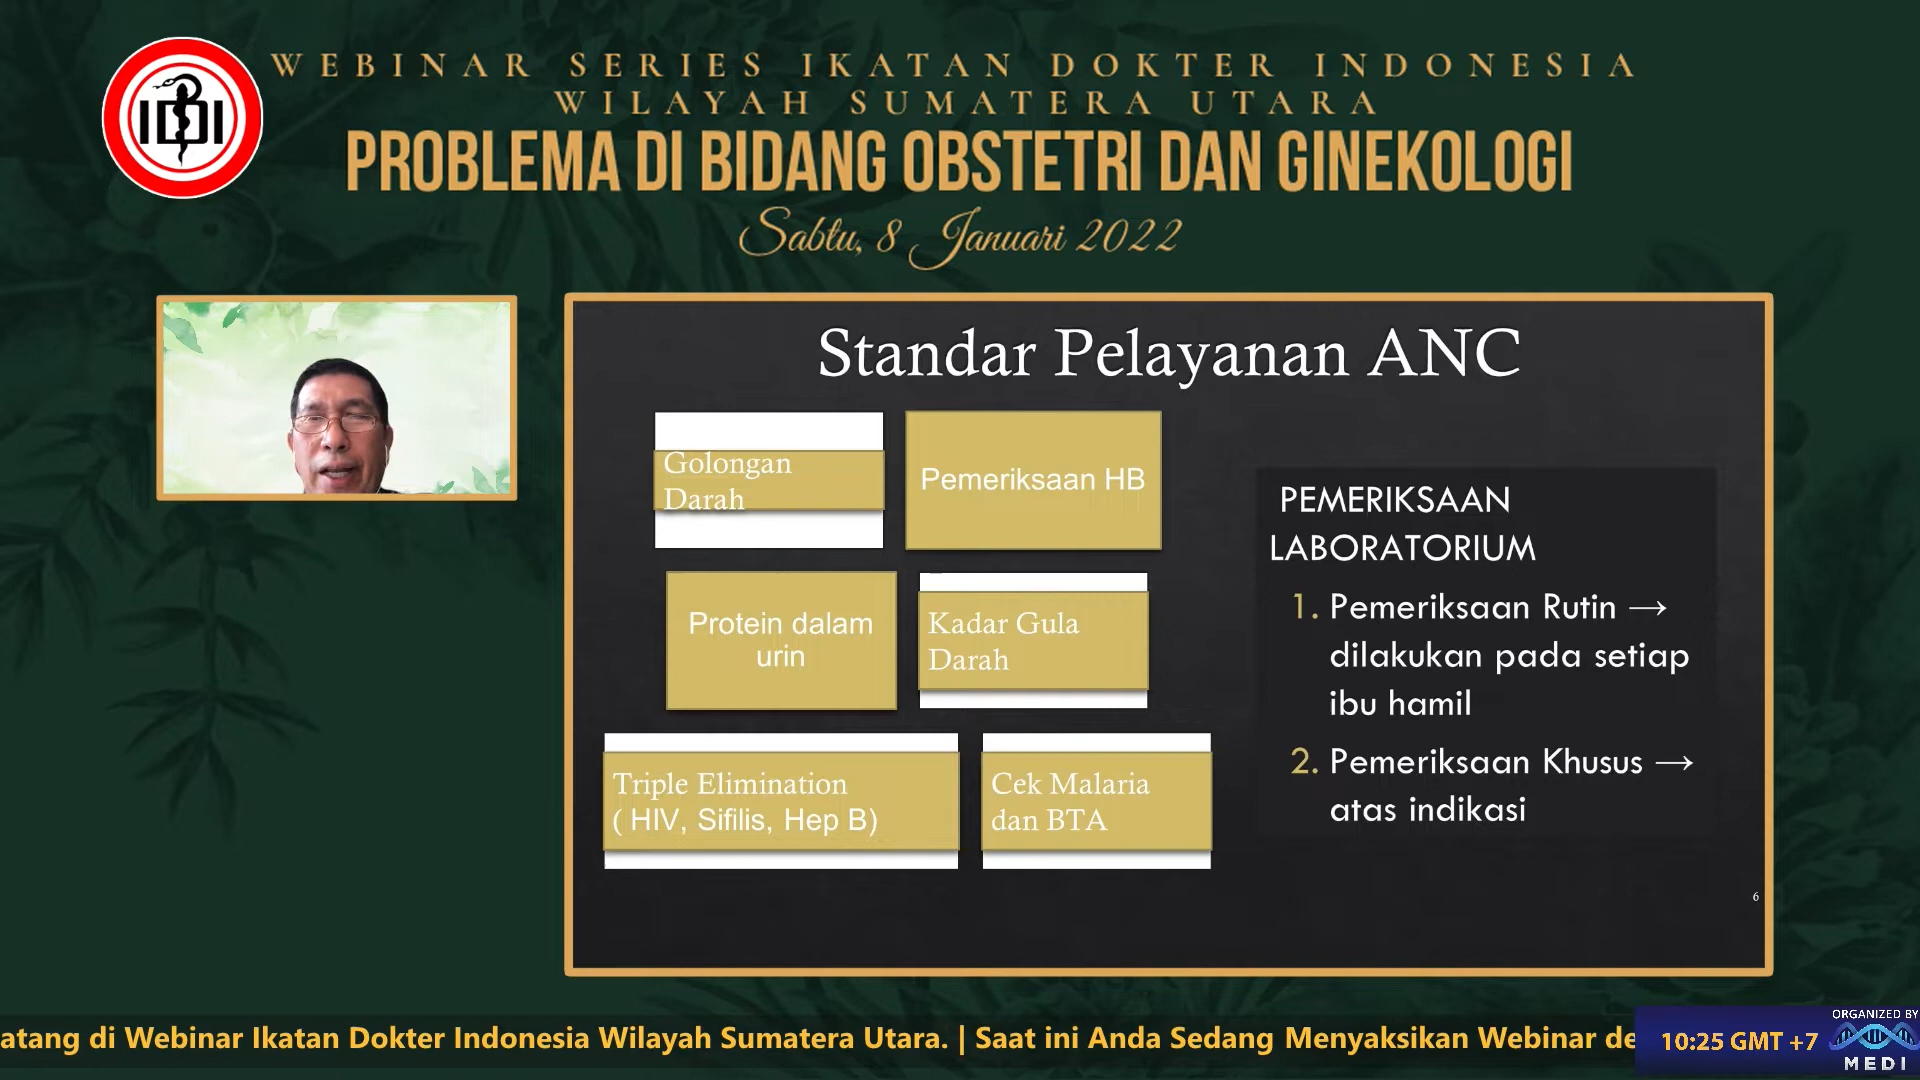 WEBINAR SERIES IKATAN DOKTER INDONESIA
WILAYAH SUMATERA UTARA
PROBLEMA DI BIDANG OBSTETRI DAN GINEKOLOGI
Sabtu, 8 Januari 2022
IDI
Standar Pelayanan ANC
Golongan
Darah
Pemeriksaan HB
Protein dalam
urin
Kadar Gula
Darah
Triple Elimination
( HIV, Sifilis, Hep B)
Cek Malaria
dan BTA
PEMERIKSAAN
LABORATORIUM
1. Pemeriksaan Rutin →
dilakukan pada setiap
ibu hamil
2. Pemeriksaan Khusus →
atas indikasi
6
atang di Webinar Ikatan Dokter Indonesia Wilayah Sumatera Utara. | Saat ini Anda Sedang Menyaksikan Webinar de
10:25 GMT +7
ORGANIZED BY
MEDI